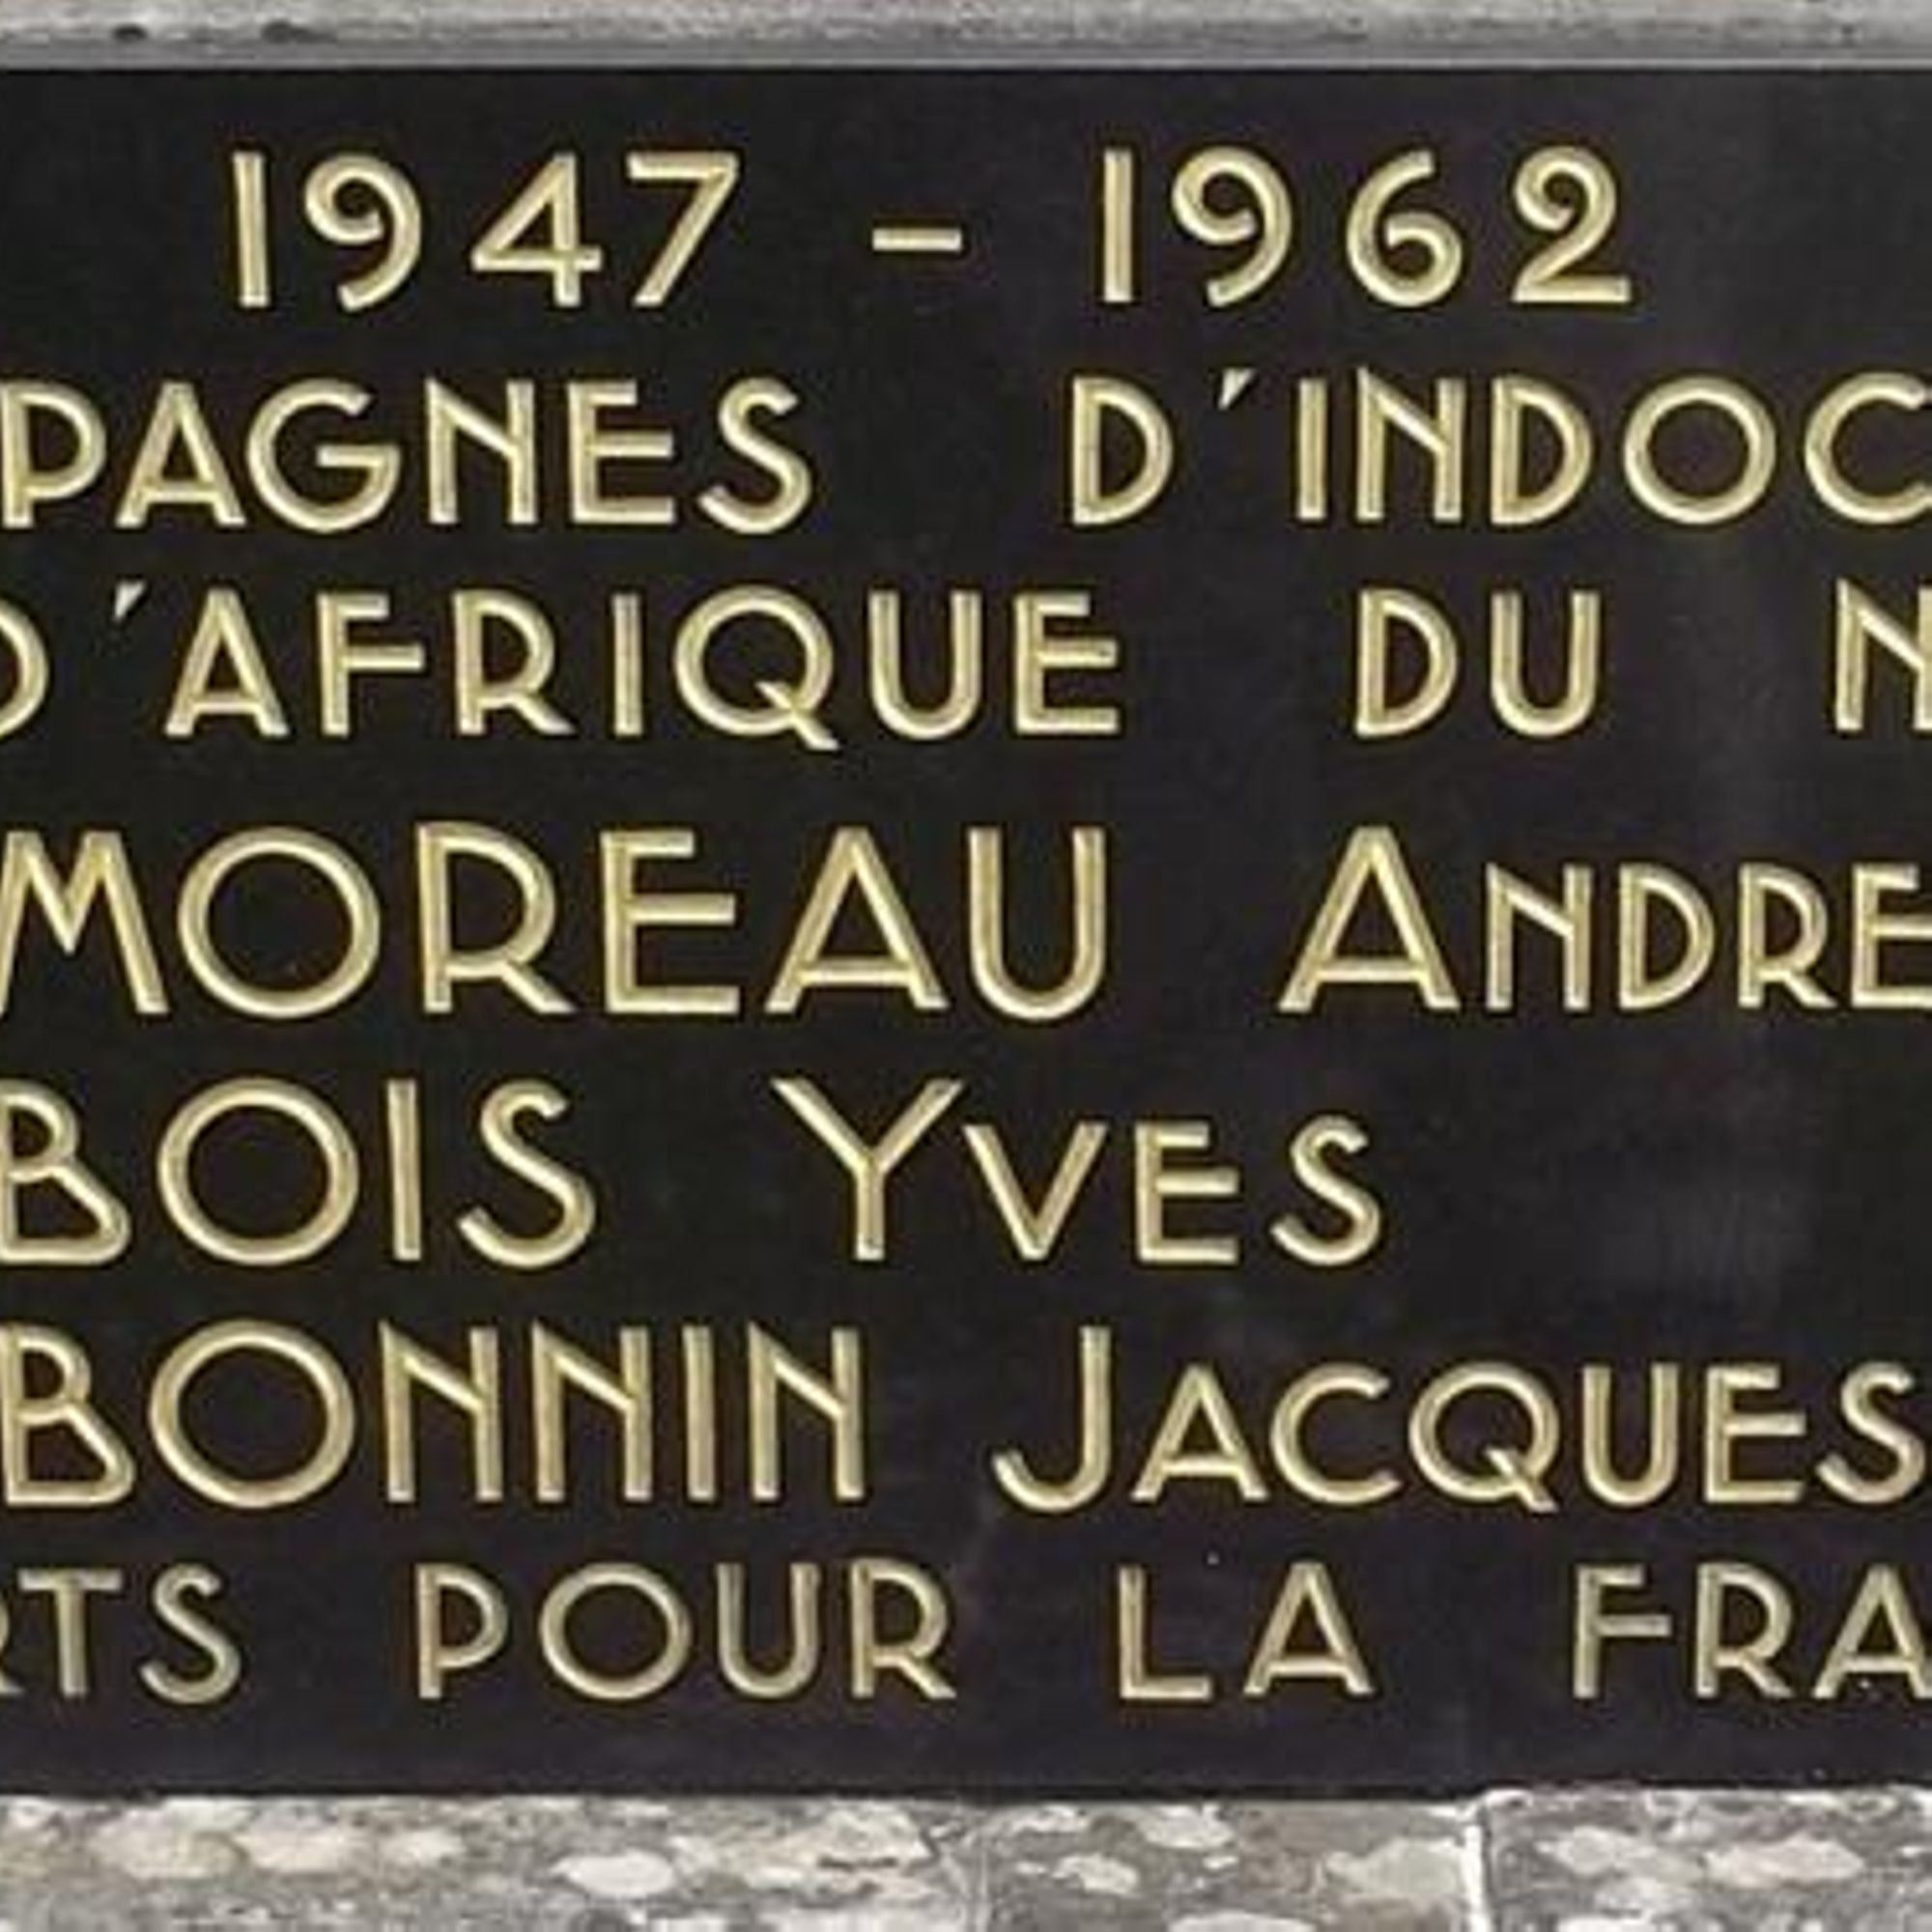 1947 - 1962
PAGNES D'INDOC
D'AFRIQUE DU N
MOREAU ANDRE
BOIS YVES
BONNIN JACQUES
RTS POUR LA FRA